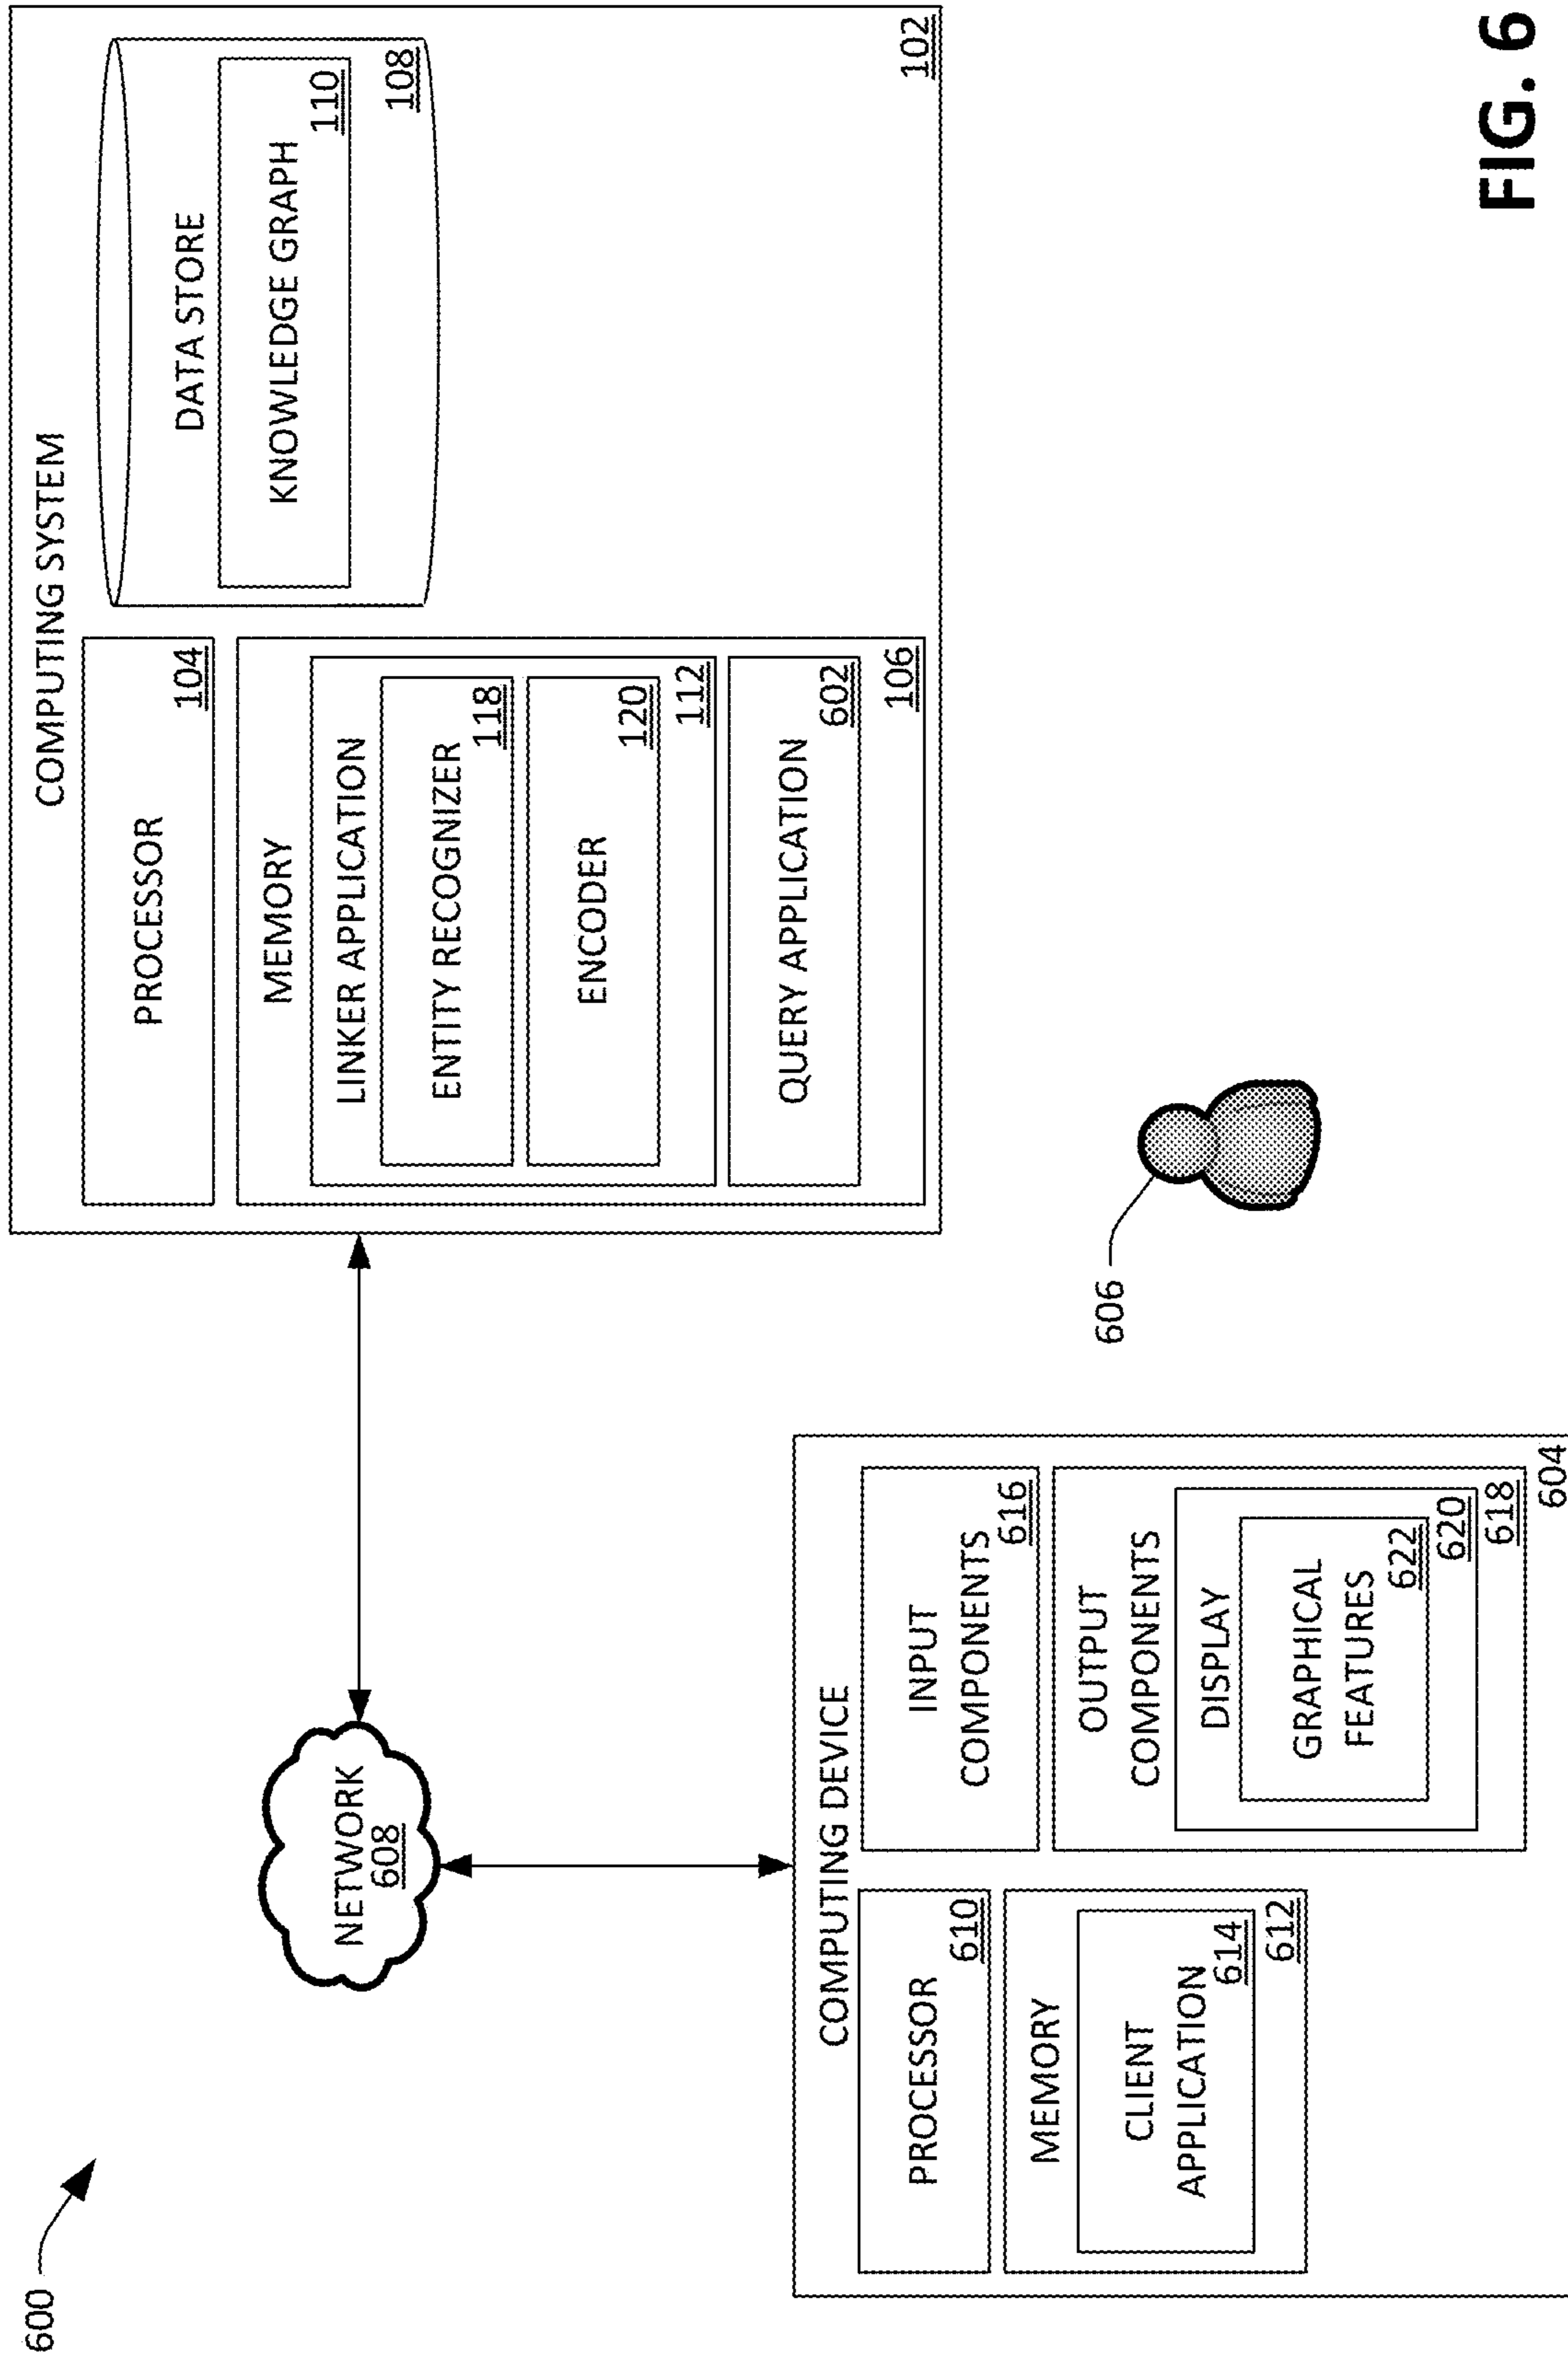 600
COMPUTING SYSTEM
PROCESSOR
104
MEMORY
LINKER APPLICATION
ENTITY RECOGNIZER
118
ENCODER
120
112
QUERY APPLICATION
602
106
DATA STORE
KNOWLEDGE GRAPH
110
108
102
NETWORK
608
606
COMPUTING DEVICE
PROCESSOR
610
MEMORY
CLIENT
APPLICATION
614
612
INPUT
COMPONENTS
616
OUTPUT
COMPONENTS
DISPLAY
GRAPHICAL
FEATURES
622
620
618
604
FIG. 6